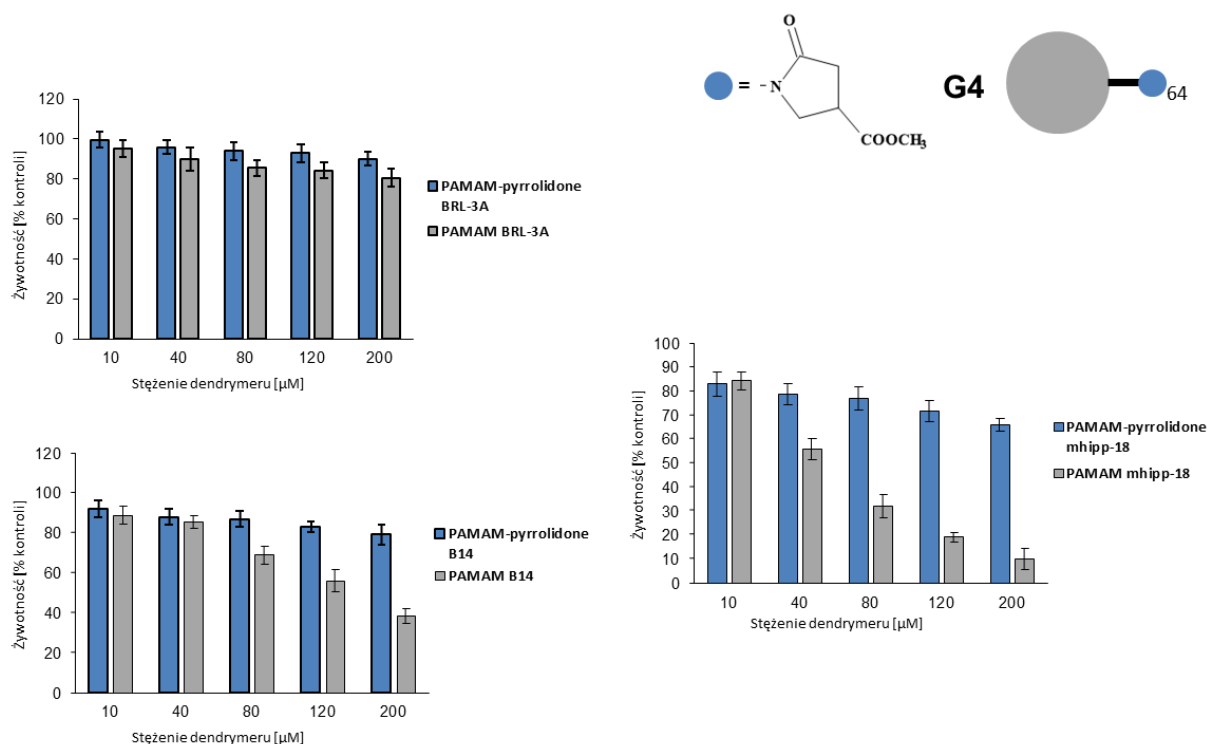 O
= - N
COOCH3
G4
64
120
100
80
60
40
20
0
Żywotność [% kontroli]
10 40 80 120 200
Stężenie dendrymeru [µM]
PAMAM-pyrrolidone
BRL-3A
PAMAM BRL-3A
120
100
80
60
40
20
0
Żywotność [% kontroli]
10 40 80 120 200
Stężenie dendrymeru [µM]
PAMAM-pyrrolidone
B14
PAMAM B14
100
90
80
70
60
50
40
30
20
10
0
Żywotność [% kontroli]
10 40 80 120 200
Stężenie dendrymeru [µM]
PAMAM-pyrrolidone
mhipp-18
PAMAM mhipp-18